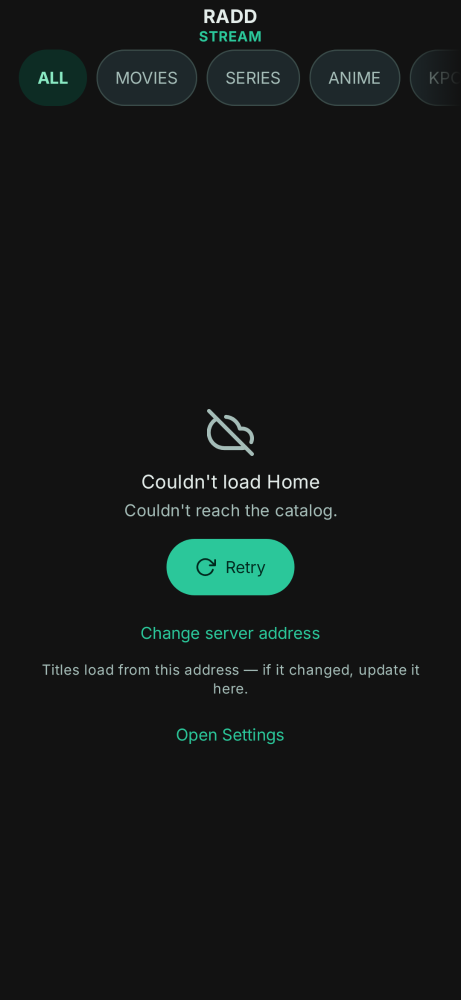 RADD
STREAM
ALL MOVIES SERIES ANIME
Couldn't load Home
Couldn't reach the catalog.
Retry
Change server address
Titles load from this address — if it changed, update it
here.
Open Settings